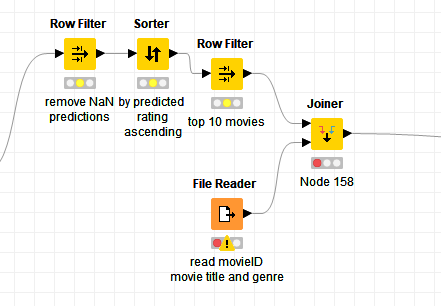 Row Filter
Sorter
Row Filter
remove NaN
predictions
by predicted
rating
ascending
top 10 movies
Joiner
Node 158
File Reader
read movieID
movie title and genre